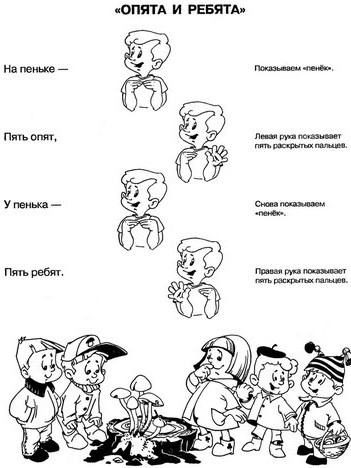 «ОПЯТА И РЕБЯТА»
На пеньке —
Показываем «пенёк».
Пять опят,
Левая рука показывает
пять раскрытых пальцев.
У пенька —
Снова показываем
«пенёк».
Пять ребят.
Правая рука показывает
пять раскрытых пальцев.